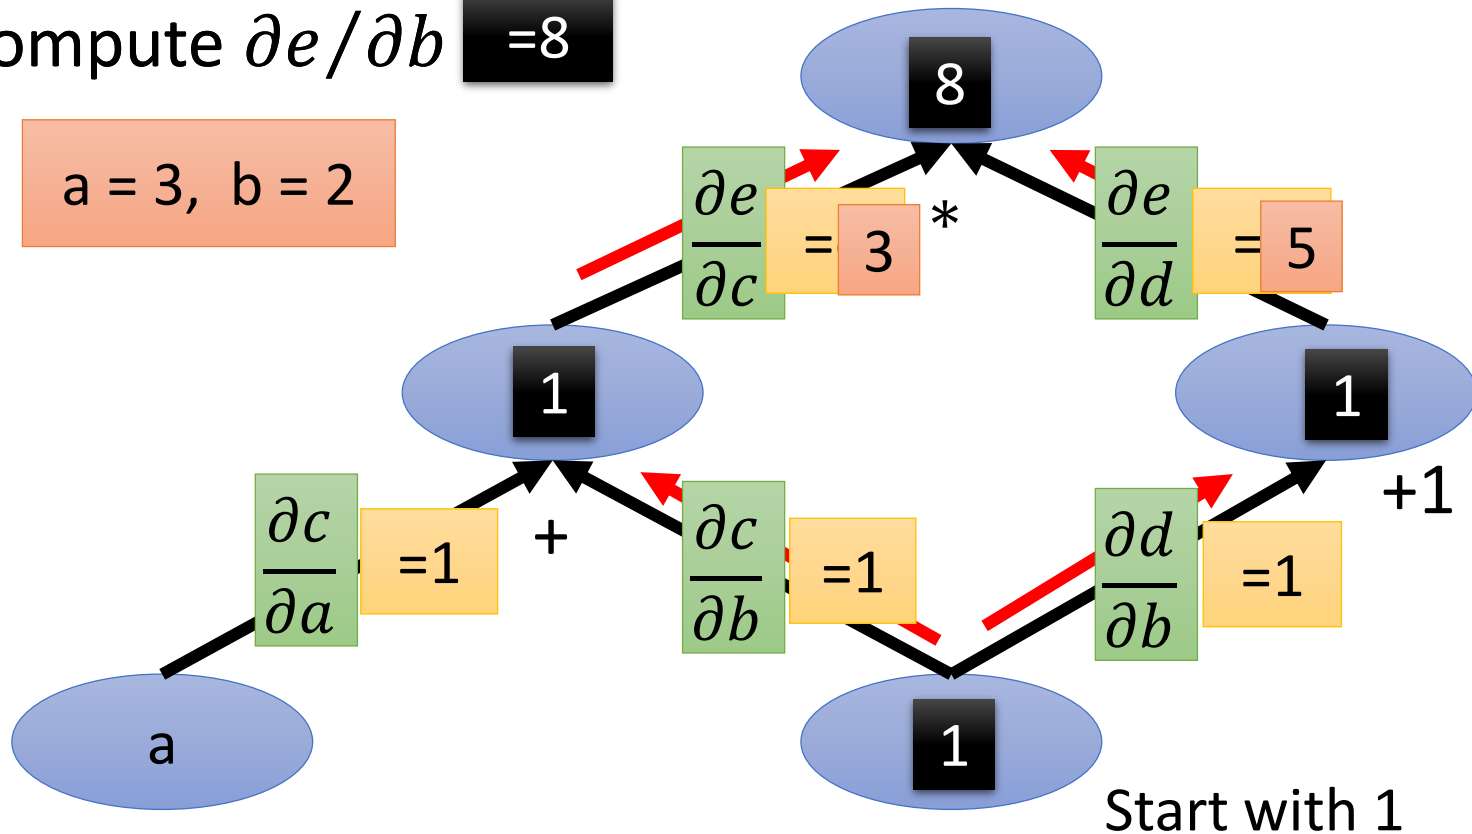 ompute ∂e/∂b =8
a = 3, b = 2
8
∂e/∂c = 3
*
∂e/∂d = 5
1
1
+1
∂c/∂a =1
+
∂c/∂b =1
∂d/∂b =1
a
1
Start with 1